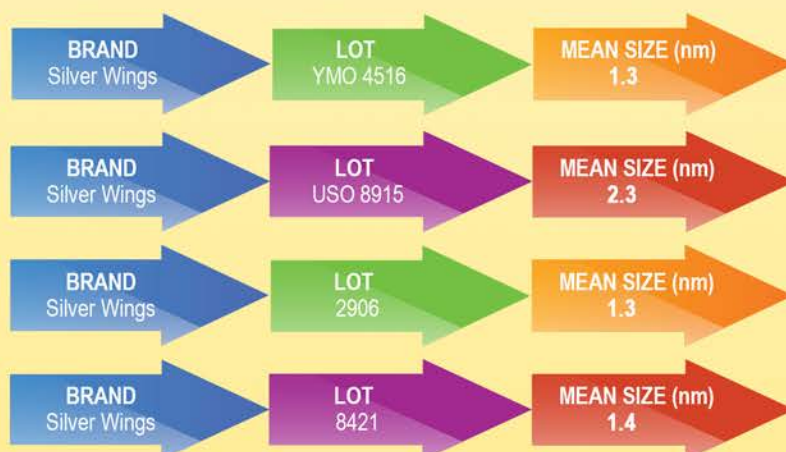 BRAND
Silver Wings
LOT
YMO 4516
MEAN SIZE (nm)
1.3
BRAND
Silver Wings
LOT
USO 8915
MEAN SIZE (nm)
2.3
BRAND
Silver Wings
LOT
2906
MEAN SIZE (nm)
1.3
BRAND
Silver Wings
LOT
8421
MEAN SIZE (nm)
1.4